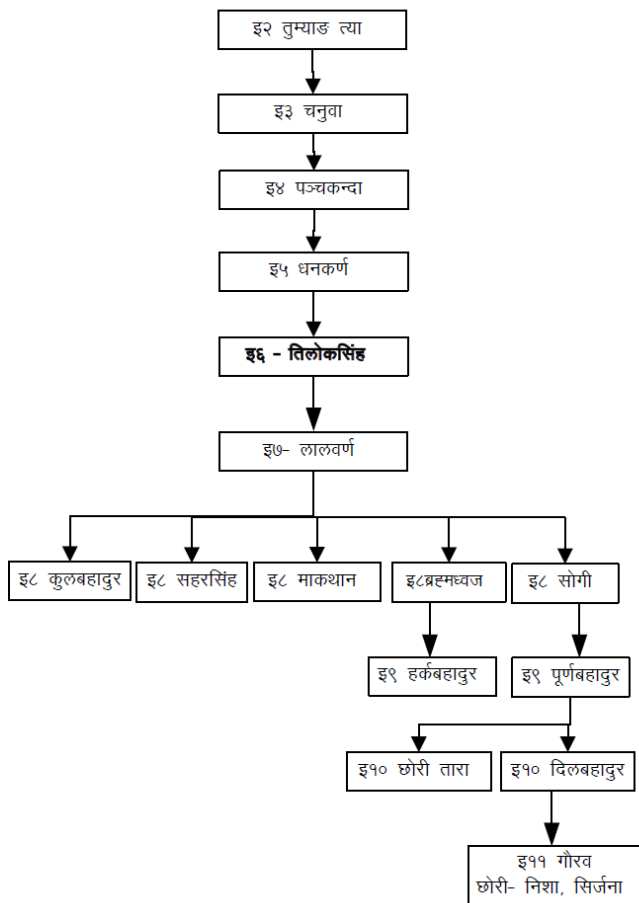 इ२ तुम्याङ त्या
इ३ चनुवा
इ४ पञ्चकन्दा
इ५ धनकर्ण
इ६ – तिलोकसिंह
इ७– लालवर्ण
इ८ कुलबहादुर
इ८ सहरसिंह
इ८ माकथान
इ८ब्रह्मध्वज
इ८ सोगी
इ९ हर्कबहादुर
इ९ पूर्णबहादुर
इ१० छोरी तारा
इ१० दिलबहादुर
इ११ गौरव
छोरी– निशा, सिर्जना